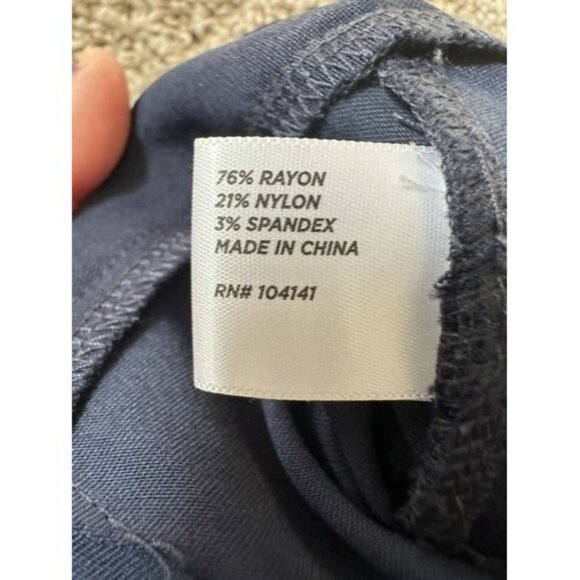 76% RAYON
21% NYLON
3% SPANDEX
MADE IN CHINA
RN# 104141